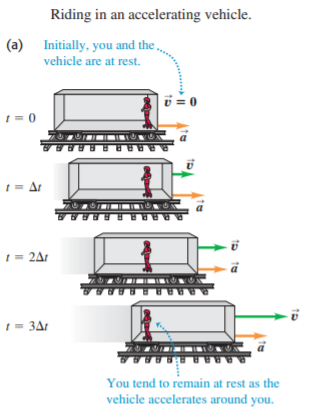 Riding in an accelerating vehicle.
(a) Initially, you and the
vehicle are at rest.
v⃗ = 0
t = 0
a⃗
v⃗
t = Δt
a⃗
v⃗
t = 2Δt
a⃗
v⃗
t = 3Δt
a⃗
You tend to remain at rest as the
vehicle accelerates around you.